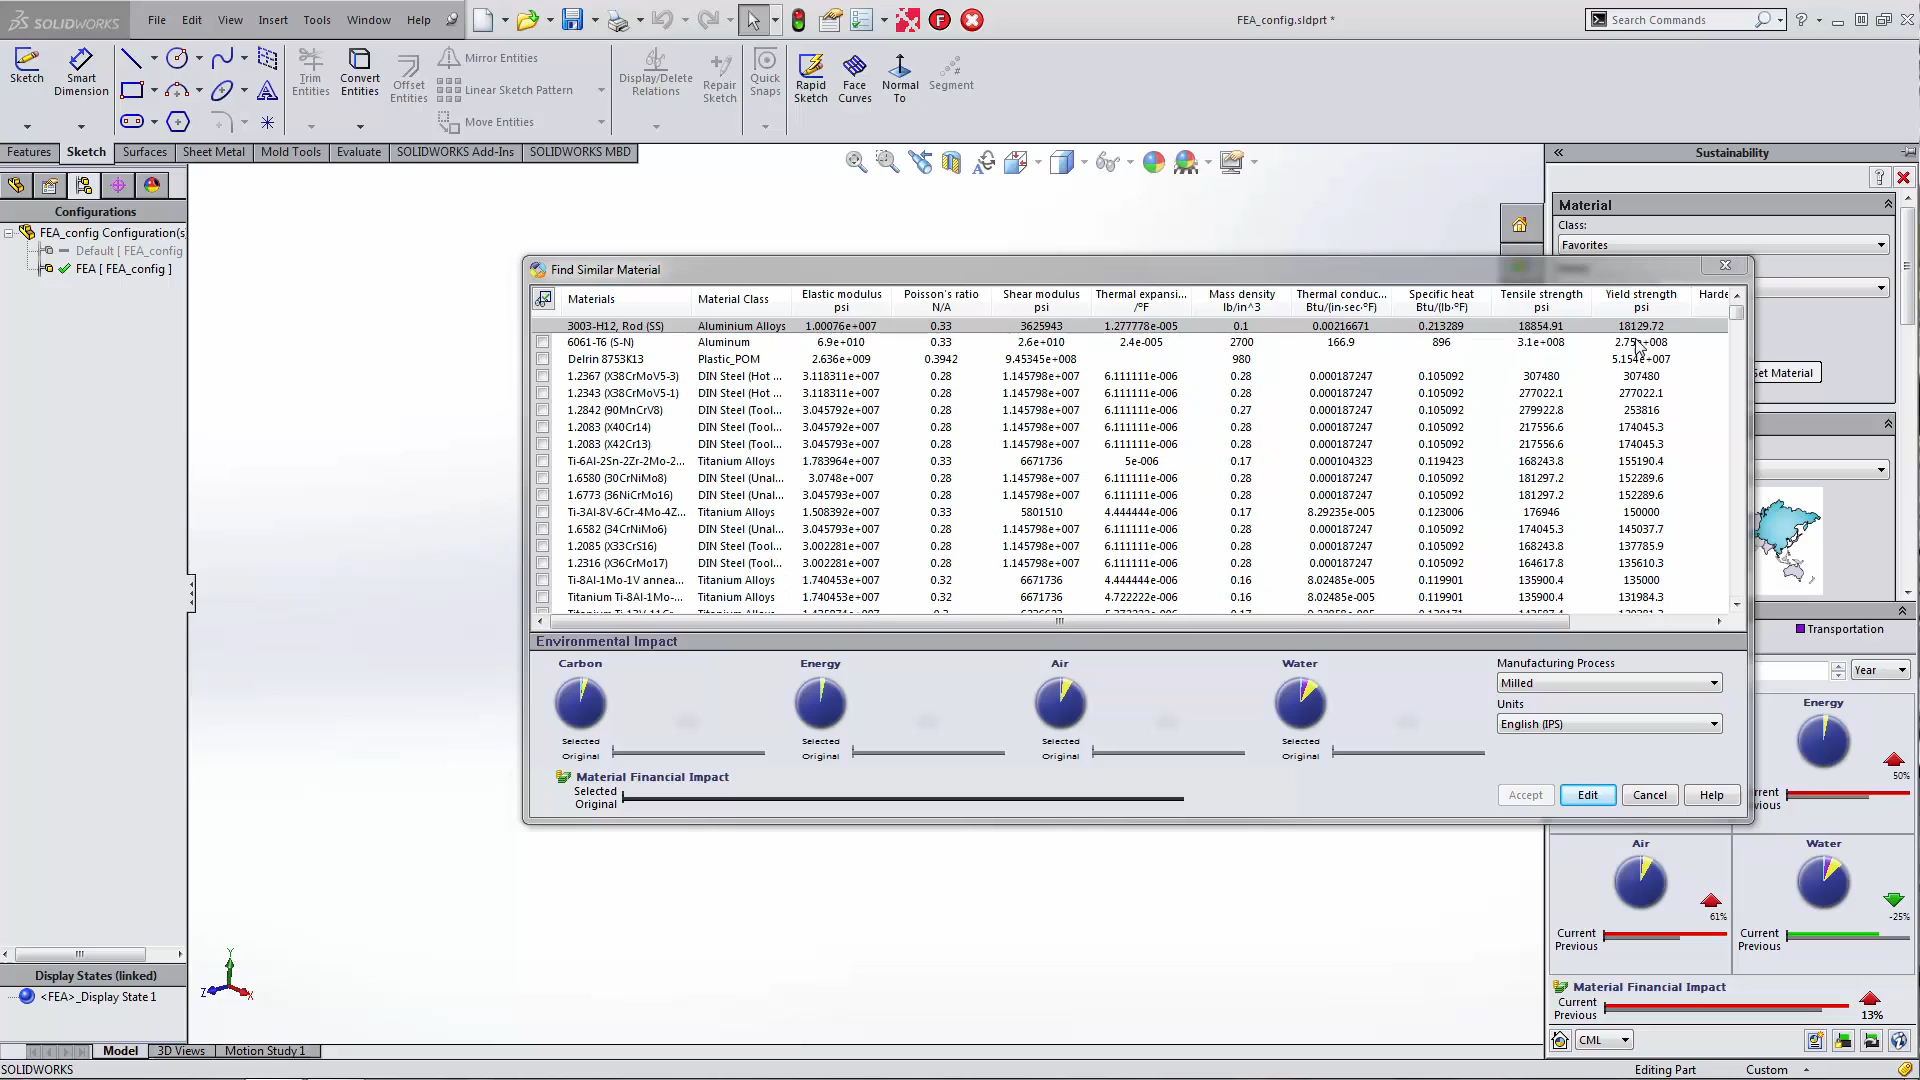 SOLIDWORKS
File Edit View Insert Tools Window Help
FEA_config.sldprt *
Search Commands
Sketch
Smart Dimension
Trim Entities
Convert Entities
Offset Entities
Mirror Entities
Linear Sketch Pattern
Move Entities
Display/Delete Relations
Repair Sketch
Quick Snaps
Rapid Sketch
Face Curves
Normal To
Segment
Features Sketch Surfaces Sheet Metal Mold Tools Evaluate SOLIDWORKS Add-Ins SOLIDWORKS MBD
Configurations
FEA_config Configuration(s
Default [ FEA_config
FEA [ FEA_config ]
Sustainability
Material
Class:
Favorites
Set Material
Find Similar Material
Materials Material Class Elastic modulus psi Poisson's ratio N/A Shear modulus psi Thermal expansi... /°F Mass density lb/in^3 Thermal conduc... Btu/(in·sec·°F) Specific heat Btu/(lb·°F) Tensile strength psi Yield strength psi Harde
3003-H12, Rod (SS) Aluminium Alloys 1.00076e+007 0.33 3625943 1.277778e-005 0.1 0.00216671 0.213289 18854.91 18129.72
6061-T6 (S-N) Aluminum 6.9e+010 0.33 2.6e+010 2.4e-005 2700 166.9 896 3.1e+008 2.75e+008
Delrin 8753K13 Plastic_POM 2.636e+009 0.3942 9.45345e+008 980 5.154e+007
1.2367 (X38CrMoV5-3) DIN Steel (Hot ... 3.118311e+007 0.28 1.145798e+007 6.111111e-006 0.28 0.000187247 0.105092 307480 307480
1.2343 (X38CrMoV5-1) DIN Steel (Hot ... 3.118311e+007 0.28 1.145798e+007 6.111111e-006 0.28 0.000187247 0.105092 277022.1 277022.1
1.2842 (90MnCrV8) DIN Steel (Tool... 3.045792e+007 0.28 1.145798e+007 6.111111e-006 0.27 0.000187247 0.105092 279922.8 253816
1.2083 (X40Cr14) DIN Steel (Tool... 3.045792e+007 0.28 1.145798e+007 6.111111e-006 0.28 0.000187247 0.105092 217556.6 174045.3
1.2083 (X42Cr13) DIN Steel (Tool... 3.045793e+007 0.28 1.145798e+007 6.111111e-006 0.28 0.000187247 0.105092 217556.6 174045.3
Ti-6Al-2Sn-2Zr-2Mo-2... Titanium Alloys 1.783964e+007 0.33 6671736 5e-006 0.17 0.000104323 0.119423 168243.8 155190.4
1.6580 (30CrNiMo8) DIN Steel (Unal... 3.0748e+007 0.28 1.145798e+007 6.111111e-006 0.28 0.000187247 0.105092 181297.2 152289.6
1.6773 (36NiCrMo16) DIN Steel (Unal... 3.045793e+007 0.28 1.145798e+007 6.111111e-006 0.28 0.000187247 0.105092 181297.2 152289.6
Ti-3Al-8V-6Cr-4Mo-4Z... Titanium Alloys 1.508392e+007 0.33 5801510 4.444444e-006 0.17 8.29235e-005 0.123006 176946 150000
1.6582 (34CrNiMo6) DIN Steel (Unal... 3.045793e+007 0.28 1.145798e+007 6.111111e-006 0.28 0.000187247 0.105092 174045.3 145037.7
1.2085 (X33CrS16) DIN Steel (Tool... 3.002281e+007 0.28 1.145798e+007 6.111111e-006 0.28 0.000187247 0.105092 168243.8 137785.9
1.2316 (X36CrMo17) DIN Steel (Tool... 3.002281e+007 0.28 1.145798e+007 6.111111e-006 0.28 0.000187247 0.105092 164617.8 135610.3
Ti-8Al-1Mo-1V annea... Titanium Alloys 1.740453e+007 0.32 6671736 4.444444e-006 0.16 8.02485e-005 0.119901 135900.4 135000
Titanium Ti-8Al-1Mo-... Titanium Alloys 1.740453e+007 0.32 6671736 4.722222e-006 0.16 8.02485e-005 0.119901 135900.4 131984.3
Environmental Impact
Carbon Energy Air Water
Selected Selected Selected Selected
Original Original Original Original
Manufacturing Process
Milled
Units
English (IPS)
Material Financial Impact
Selected
Original
Accept Edit Cancel Help
Transportation
Year
Energy
50%
Air
61%
Current
Previous
Water
-25%
Current
Previous
Material Financial Impact
Current
Previous
13%
CML
Display States (linked)
<FEA>_Display State 1
Y
Z X
Model 3D Views Motion Study 1
SOLIDWORKS
Editing Part Custom